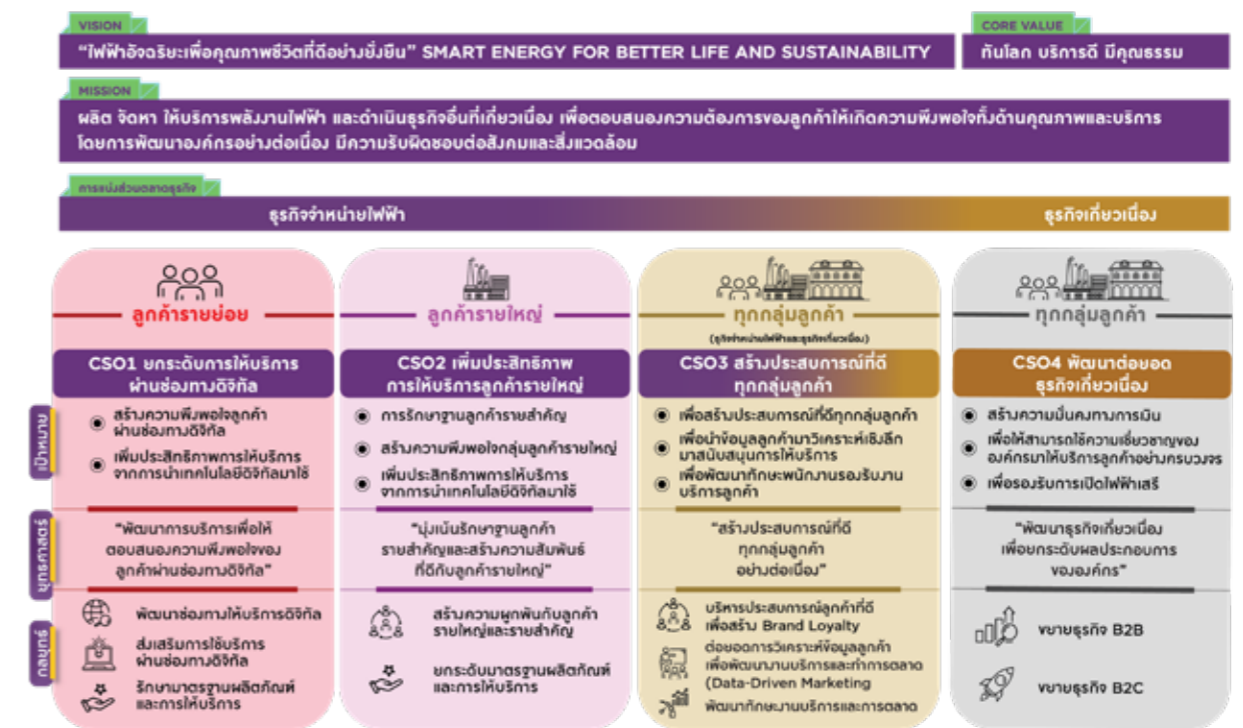 VISION
"ไฟฟ้าอัจฉริยะเพื่อคุณภาพชีวิตที่ดีอย่างยั่งยืน" SMART ENERGY FOR BETTER LIFE AND SUSTAINABILITY
CORE VALUE
ทันโลก บริการดี มีคุณธรรม
MISSION
ผลิต จัดหา ให้บริการพลังงานไฟฟ้า และดำเนินธุรกิจอื่นที่เกี่ยวเนื่อง เพื่อตอบสนองความต้องการของลูกค้าให้เกิดความพึงพอใจทั้งด้านคุณภาพและบริการ
โดยการพัฒนาองค์กรอย่างต่อเนื่อง มีความรับผิดชอบต่อสังคมและสิ่งแวดล้อม
การแบ่งส่วนตลาดธุรกิจ
ธุรกิจจำหน่ายไฟฟ้า
ธุรกิจเกี่ยวเนื่อง
ลูกค้ารายย่อย
CSO1 ยกระดับการให้บริการ
ผ่านช่องทางดิจิทัล
เป้าหมาย
สร้างความพึงพอใจลูกค้า
ผ่านช่องทางดิจิทัล
เพิ่มประสิทธิภาพการให้บริการ
จากการนำเทคโนโลยีดิจิทัลมาใช้
ยุทธศาสตร์
"พัฒนาการบริการเพื่อให้
ตอบสนองความพึงพอใจของ
ลูกค้าผ่านช่องทางดิจิทัล"
กลยุทธ์
พัฒนาช่องทางให้บริการดิจิทัล
ส่งเสริมการใช้บริการ
ผ่านช่องทางดิจิทัล
รักษามาตรฐานผลิตภัณฑ์
และการให้บริการ
ลูกค้ารายใหญ่
CSO2 เพิ่มประสิทธิภาพ
การให้บริการลูกค้ารายใหญ่
การรักษาฐานลูกค้ารายสำคัญ
สร้างความพึงพอใจกลุ่มลูกค้ารายใหญ่
เพิ่มประสิทธิภาพการให้บริการ
จากการนำเทคโนโลยีดิจิทัลมาใช้
"มุ่งเน้นรักษาฐานลูกค้า
รายสำคัญและสร้างความสัมพันธ์
ที่ดีกับลูกค้ารายใหญ่"
สร้างความผูกพันกับลูกค้า
รายใหญ่และรายสำคัญ
ยกระดับมาตรฐานผลิตภัณฑ์
และการให้บริการ
ทุกกลุ่มลูกค้า
(ธุรกิจจำหน่ายไฟฟ้าและธุรกิจเกี่ยวเนื่อง)
CSO3 สร้างประสบการณ์ที่ดี
ทุกกลุ่มลูกค้า
เพื่อสร้างประสบการณ์ที่ดีทุกกลุ่มลูกค้า
เพื่อนำข้อมูลลูกค้ามาวิเคราะห์เชิงลึก
มาสนับสนุนการให้บริการ
เพื่อพัฒนาทักษะพนักงานรองรับงาน
บริการลูกค้า
"สร้างประสบการณ์ที่ดี
ทุกกลุ่มลูกค้า
อย่างต่อเนื่อง"
บริหารประสบการณ์ลูกค้าที่ดี
เพื่อสร้าง Brand Loyalty
ต่อยอดการวิเคราะห์ข้อมูลลูกค้า
เพื่อพัฒนางานบริการและทำการตลาด
(Data-Driven Marketing
พัฒนาทักษะงานบริการและการตลาด
ทุกกลุ่มลูกค้า
CSO4 พัฒนาต่อยอด
ธุรกิจเกี่ยวเนื่อง
สร้างความมั่นคงทางการเงิน
เพื่อให้สามารถใช้ความเชี่ยวชาญของ
องค์กรมาให้บริการลูกค้าอย่างครบวงจร
เพื่อรองรับการเปิดไฟฟ้าเสรี
"พัฒนาธุรกิจเกี่ยวเนื่อง
เพื่อยกระดับผลประกอบการ
ขององค์กร"
ขยายธุรกิจ B2B
ขยายธุรกิจ B2C